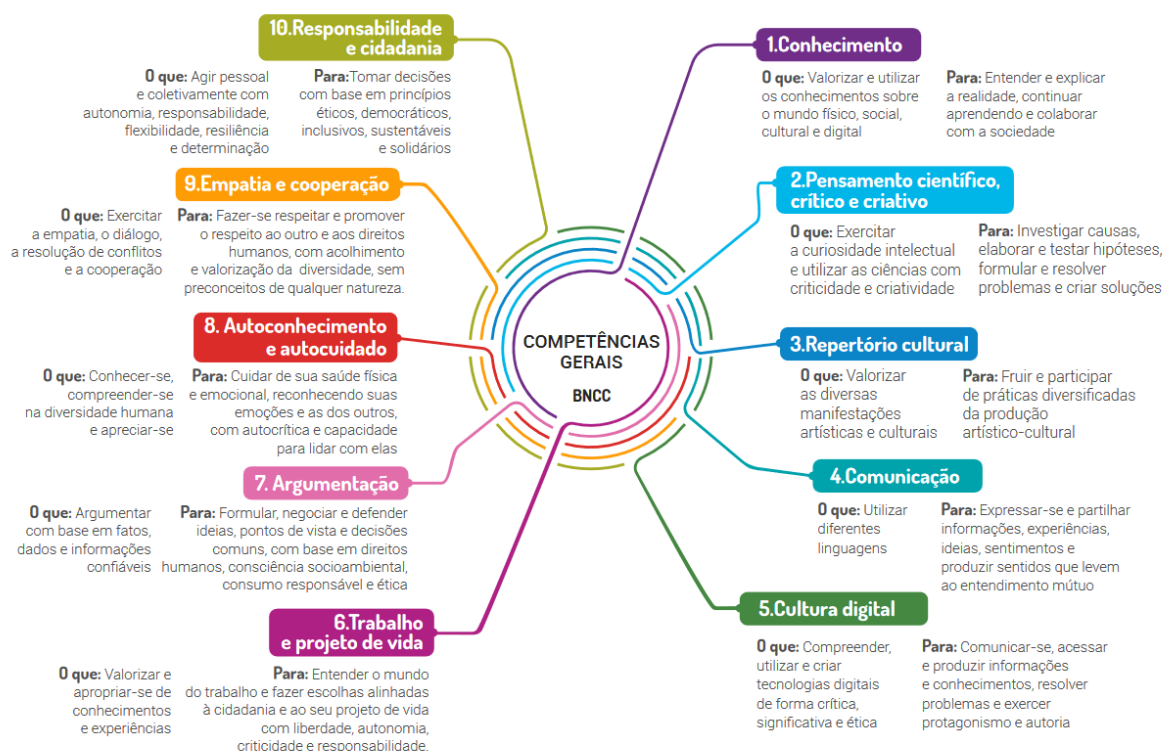 COMPETÊNCIAS
GERAIS
BNCC
1.Conhecimento
O que: Valorizar e utilizar
os conhecimentos sobre
o mundo físico, social,
cultural e digital
Para: Entender e explicar
a realidade, continuar
aprendendo e colaborar
com a sociedade
2.Pensamento científico,
crítico e criativo
O que: Exercitar
a curiosidade intelectual
e utilizar as ciências com
criticidade e criatividade
Para: Investigar causas,
elaborar e testar hipóteses,
formular e resolver
problemas e criar soluções
3.Repertório cultural
O que: Valorizar
as diversas
manifestações
artísticas e culturais
Para: Fruir e participar
de práticas diversificadas
da produção
artístico-cultural
4.Comunicação
O que: Utilizar
diferentes
linguagens
Para: Expressar-se e partilhar
informações, experiências,
ideias, sentimentos e
produzir sentidos que levem
ao entendimento mútuo
5.Cultura digital
O que: Compreender,
utilizar e criar
tecnologias digitais
de forma crítica,
significativa e ética
Para: Comunicar-se, acessar
e produzir informações
e conhecimentos, resolver
problemas e exercer
protagonismo e autoria
6.Trabalho
e projeto de vida
O que: Valorizar e
apropriar-se de
conhecimentos
e experiências
Para: Entender o mundo
do trabalho e fazer escolhas alinhadas
à cidadania e ao seu projeto de vida
com liberdade, autonomia,
criticidade e responsabilidade.
7. Argumentação
O que: Argumentar
com base em fatos,
dados e informações
confiáveis
Para: Formular, negociar e defender
ideias, pontos de vista e decisões
comuns, com base em direitos
humanos, consciência socioambiental,
consumo responsável e ética
8. Autoconhecimento
e autocuidado
O que: Conhecer-se,
compreender-se
na diversidade humana
e apreciar-se
Para: Cuidar de sua saúde física
e emocional, reconhecendo suas
emoções e as dos outros,
com autocrítica e capacidade
para lidar com elas
9.Empatia e cooperação
O que: Exercitar
a empatia, o diálogo,
a resolução de conflitos
e a cooperação
Para: Fazer-se respeitar e promover
o respeito ao outro e aos direitos
humanos, com acolhimento
e valorização da diversidade, sem
preconceitos de qualquer natureza.
10.Responsabilidade
e cidadania
O que: Agir pessoal
e coletivamente com
autonomia, responsabilidade,
flexibilidade, resiliência
e determinação
Para:Tomar decisões
com base em princípios
éticos, democráticos,
inclusivos, sustentáveis
e solidários